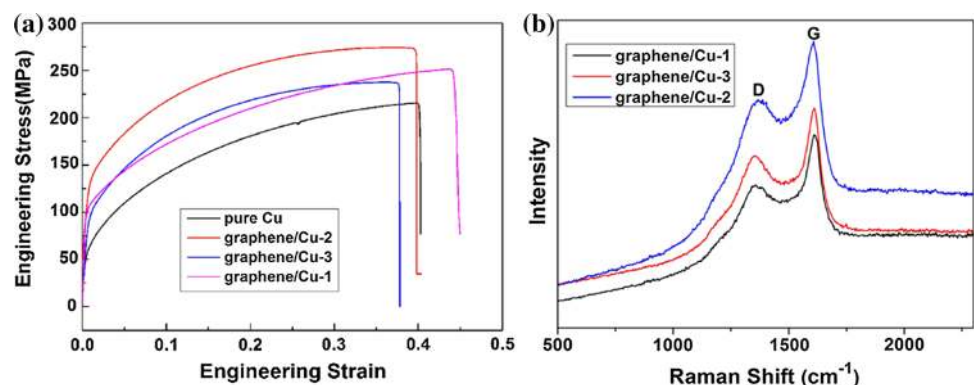 (a)
300
250
200
150
100
50
0
Engineering Stress(MPa)
pure Cu
graphene/Cu-2
graphene/Cu-3
graphene/Cu-1
0.0 0.1 0.2 0.3 0.4 0.5
Engineering Strain
(b)
Intensity
graphene/Cu-1
graphene/Cu-3
graphene/Cu-2
D
G
500 1000 1500 2000
Raman Shift (cm⁻¹)